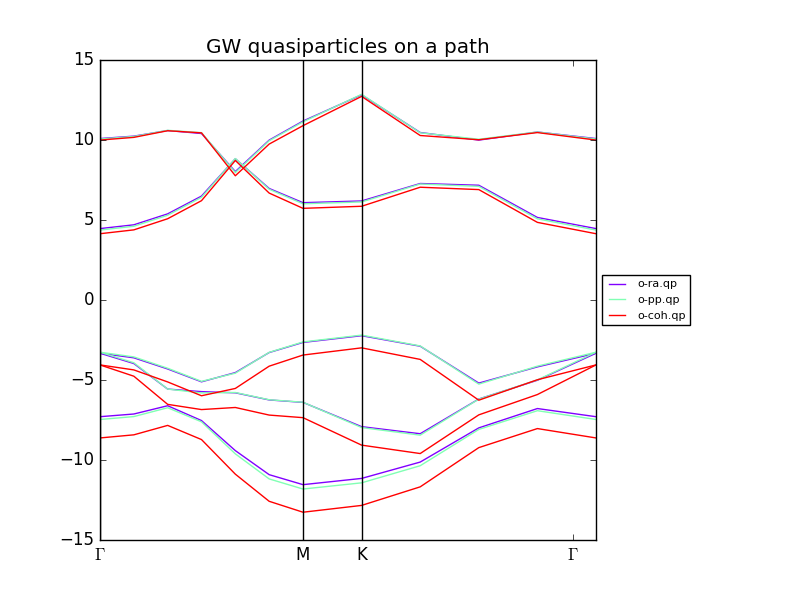 GW quasiparticles on a path
15
10
5
0
−5
−10
−15
Γ M K Γ
o-ra.qp
o-pp.qp
o-coh.qp